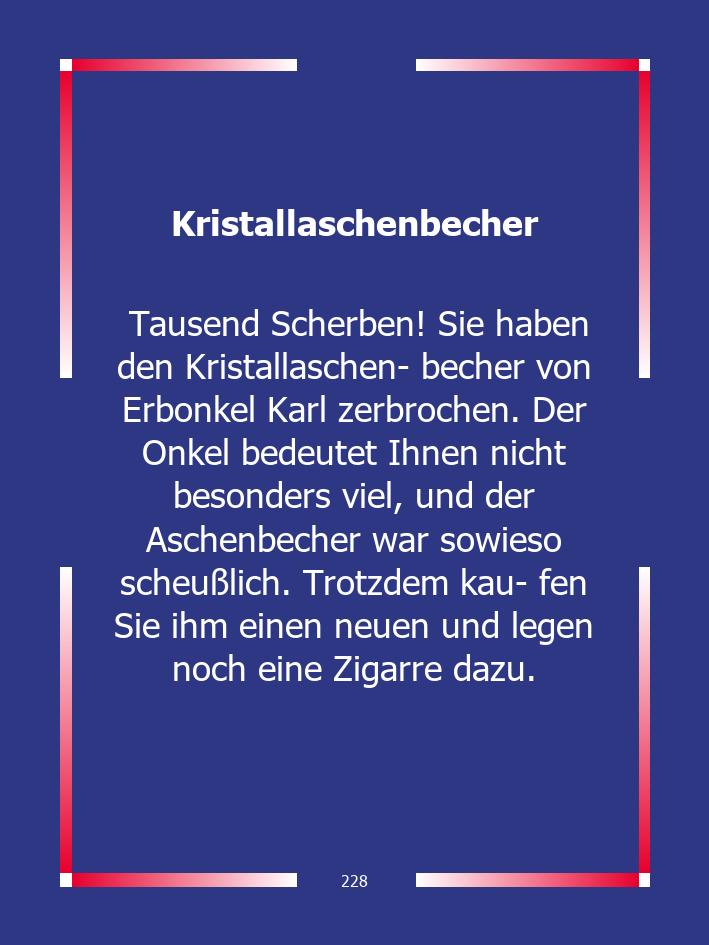 Kristallaschenbecher
Tausend Scherben! Sie haben
den Kristallaschen- becher von
Erbonkel Karl zerbrochen. Der
Onkel bedeutet Ihnen nicht
besonders viel, und der
Aschenbecher war sowieso
scheußlich. Trotzdem kau- fen
Sie ihm einen neuen und legen
noch eine Zigarre dazu.
228